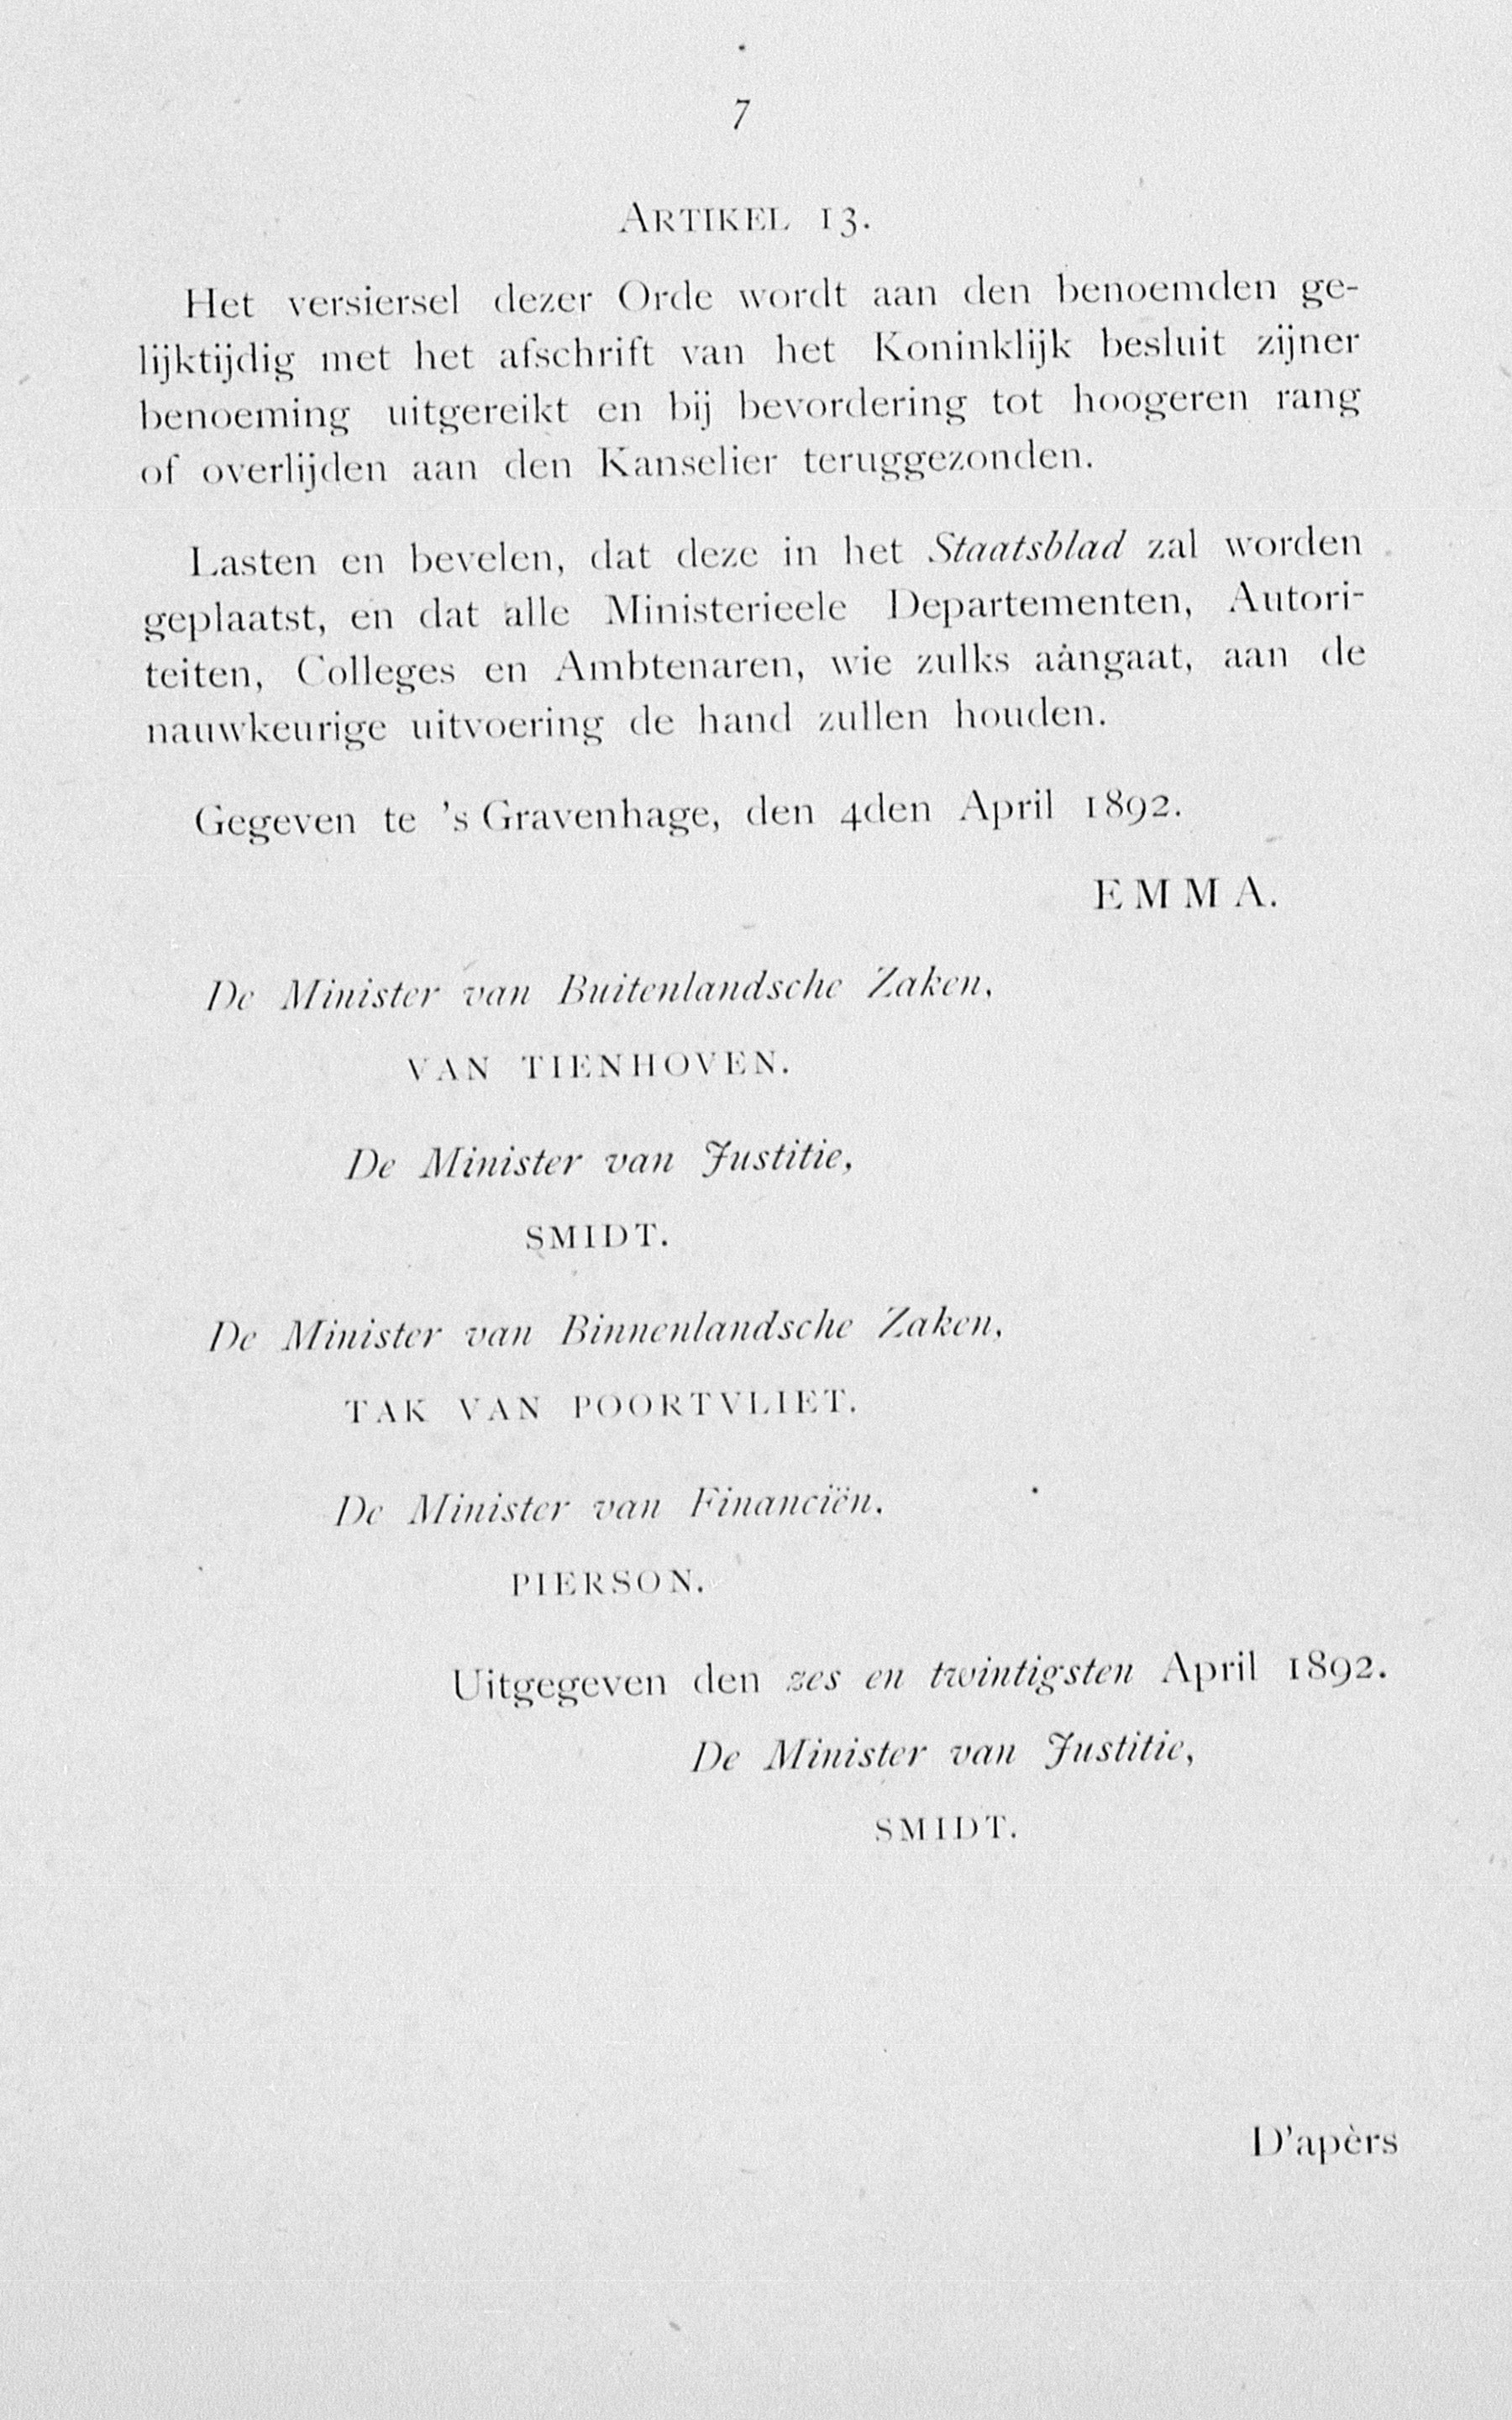 7
ARTIKEL 13.
Het versiersel dezer Orde wordt aan den benoemden ge-
lijktijdig met het afschrift van het Koninklijk besluit zijner
benoeming uitgereikt en bij bevordering tot hoogeren rang
of overlijden aan den Kanselier teruggezonden.
Lasten en bevelen, dat deze in het Staatsblad zal worden
geplaatst, en dat alle Ministerieele Departementen, Autori-
teiten, Colleges en Ambtenaren, wie zulks aàngaat, aan de
nauwkeurige uitvoering de hand zullen houden.
Gegeven te 's Gravenhage, den 4den April 1892.
EMMA.
De Minister van Buitenlandsche Zaken,
VAN TIENHOVEN.
De Minister van Justitie,
SMIDT.
De Minister van Binnenlandsche Zaken,
TAK VAN POORTVLIET.
De Minister van Financiën,
PIERSON.
Uitgegeven den zes en twintigsten April 1892.
De Minister van Justitie,
SMIDT.
D'apèrs